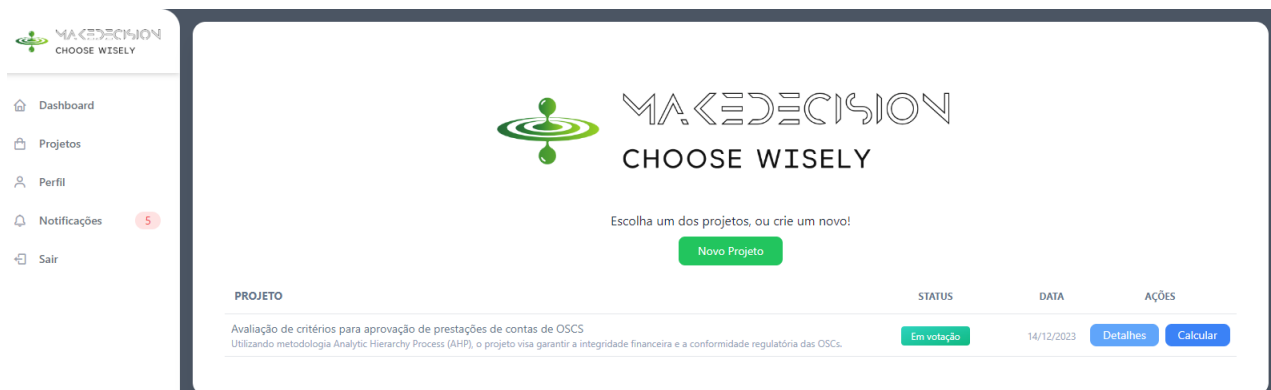 MAKEDECISION
CHOOSE WISELY
Dashboard
Projetos
Perfil
Notificações 5
Sair
MAKEDECISION
CHOOSE WISELY
Escolha um dos projetos, ou crie um novo!
Novo Projeto
PROJETO STATUS DATA AÇÕES
Avaliação de critérios para aprovação de prestações de contas de OSCS
Utilizando metodologia Analytic Hierarchy Process (AHP), o projeto visa garantir a integridade financeira e a conformidade regulatória das OSCs.
Em votação 14/12/2023 Detalhes Calcular